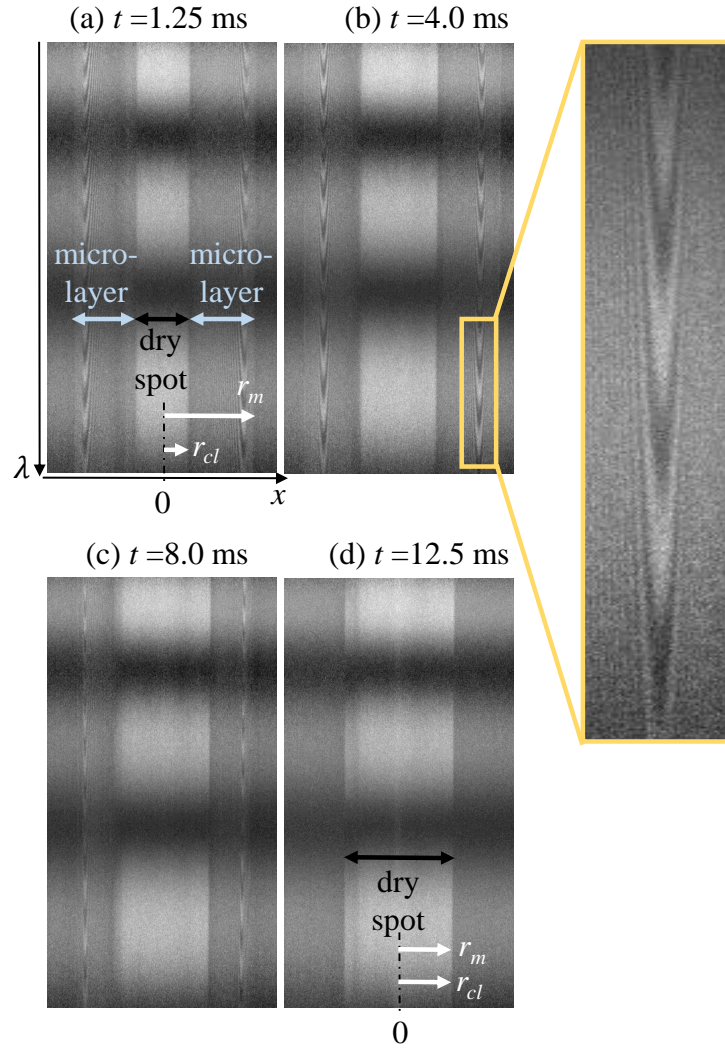 (a) t =1.25 ms
(b) t =4.0 ms
micro-
layer
micro-
layer
dry
spot
r_m
r_cl
λ
0
x
(c) t =8.0 ms
(d) t =12.5 ms
dry
spot
r_m
r_cl
0